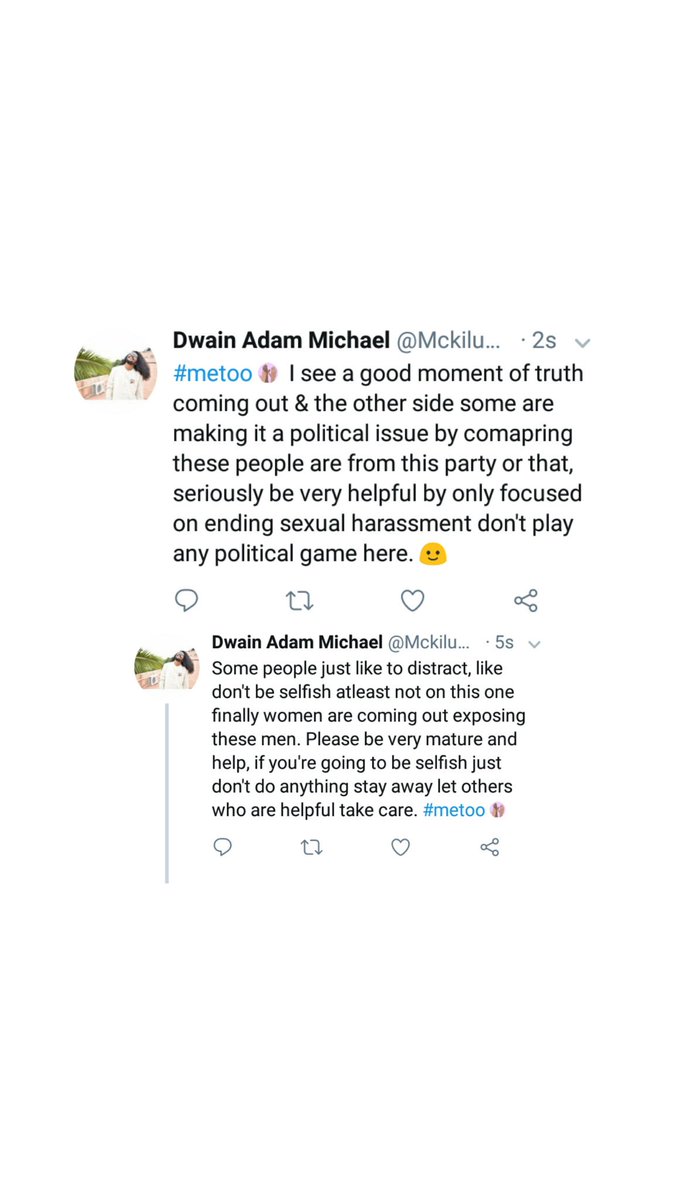 Dwain Adam Michael @Mckilu... · 2s
#metoo I see a good moment of truth
coming out & the other side some are
making it a political issue by comapring
these people are from this party or that,
seriously be very helpful by only focused
on ending sexual harassment don't play
any political game here. 🙂
Dwain Adam Michael @Mckilu... · 5s
Some people just like to distract, like
don't be selfish atleast not on this one
finally women are coming out exposing
these men. Please be very mature and
help, if you're going to be selfish just
don't do anything stay away let others
who are helpful take care. #metoo